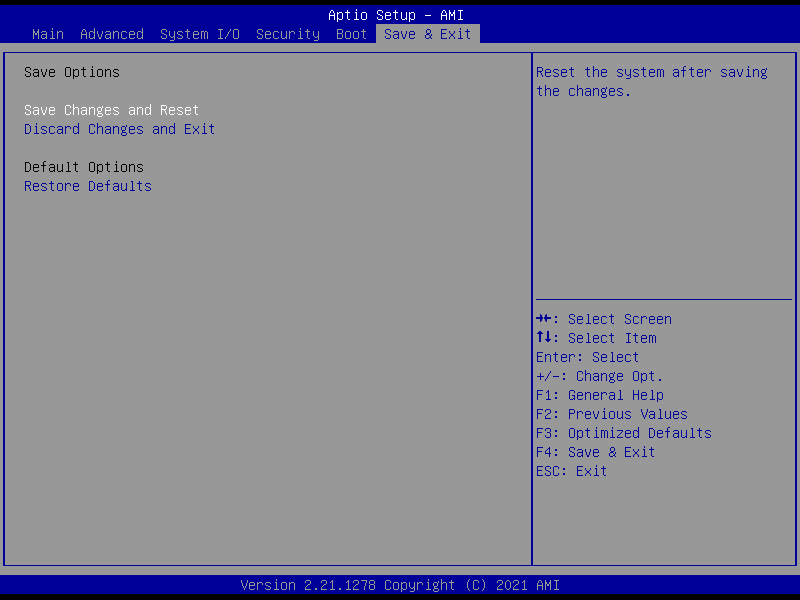 Aptio Setup – AMI
Main Advanced System I/O Security Boot Save & Exit
Save Options
Save Changes and Reset
Discard Changes and Exit
Default Options
Restore Defaults
Reset the system after saving
the changes.
→←: Select Screen
↑↓: Select Item
Enter: Select
+/-: Change Opt.
F1: General Help
F2: Previous Values
F3: Optimized Defaults
F4: Save & Exit
ESC: Exit
Version 2.21.1278 Copyright (C) 2021 AMI